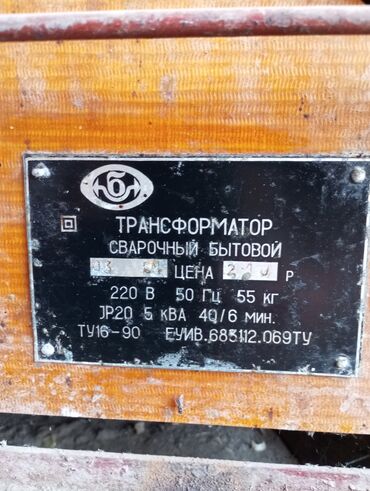 ТРАНСФОРМАТОР
СВАРОЧНЫЙ БЫТОВОЙ
ЦЕНА Р
220 В 50 ГЦ 55 КГ
JP20 5 КВА 40/6 МИН.
ТУ16-90 ЕУИВ.683112.069ТУ